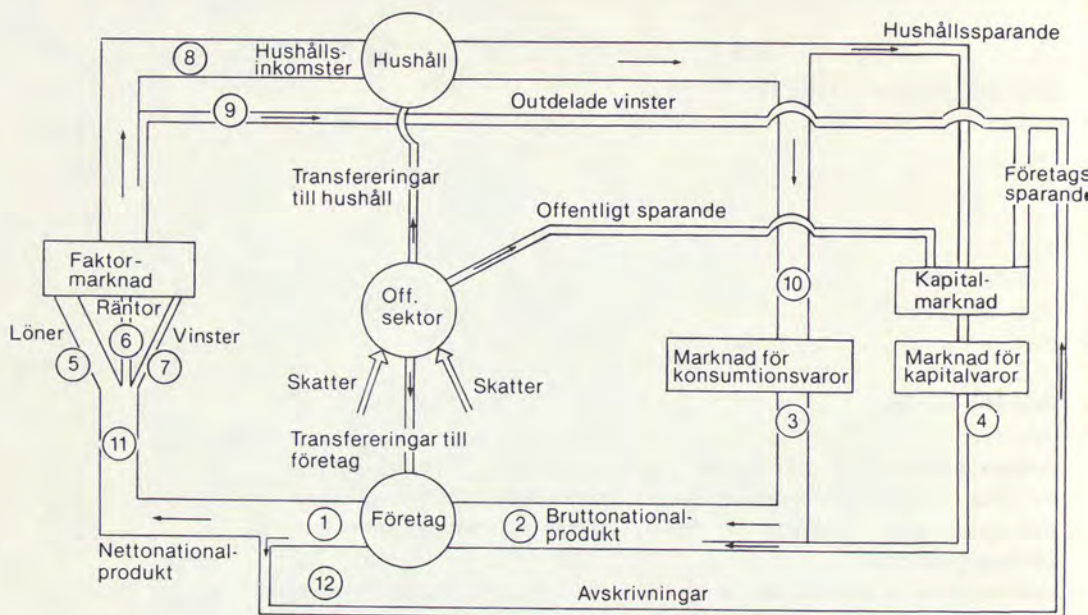 Hushållssparande
8
Hushålls-
inkomster
Hushåll
9
Outdelade vinster
Transfereringar
till hushåll
Offentligt sparande
Företags
sparande
Faktor-
marknad
Off.
sektor
10
Kapital-
marknad
Löner
Räntor
Vinster
5
6
7
Marknad för
konsumtionsvaror
Marknad för
kapitalvaror
Skatter
Skatter
3
4
11
Transfereringar till
företag
1
Företag
2
Bruttonational-
produkt
Nettonational-
produkt
12
Avskrivningar